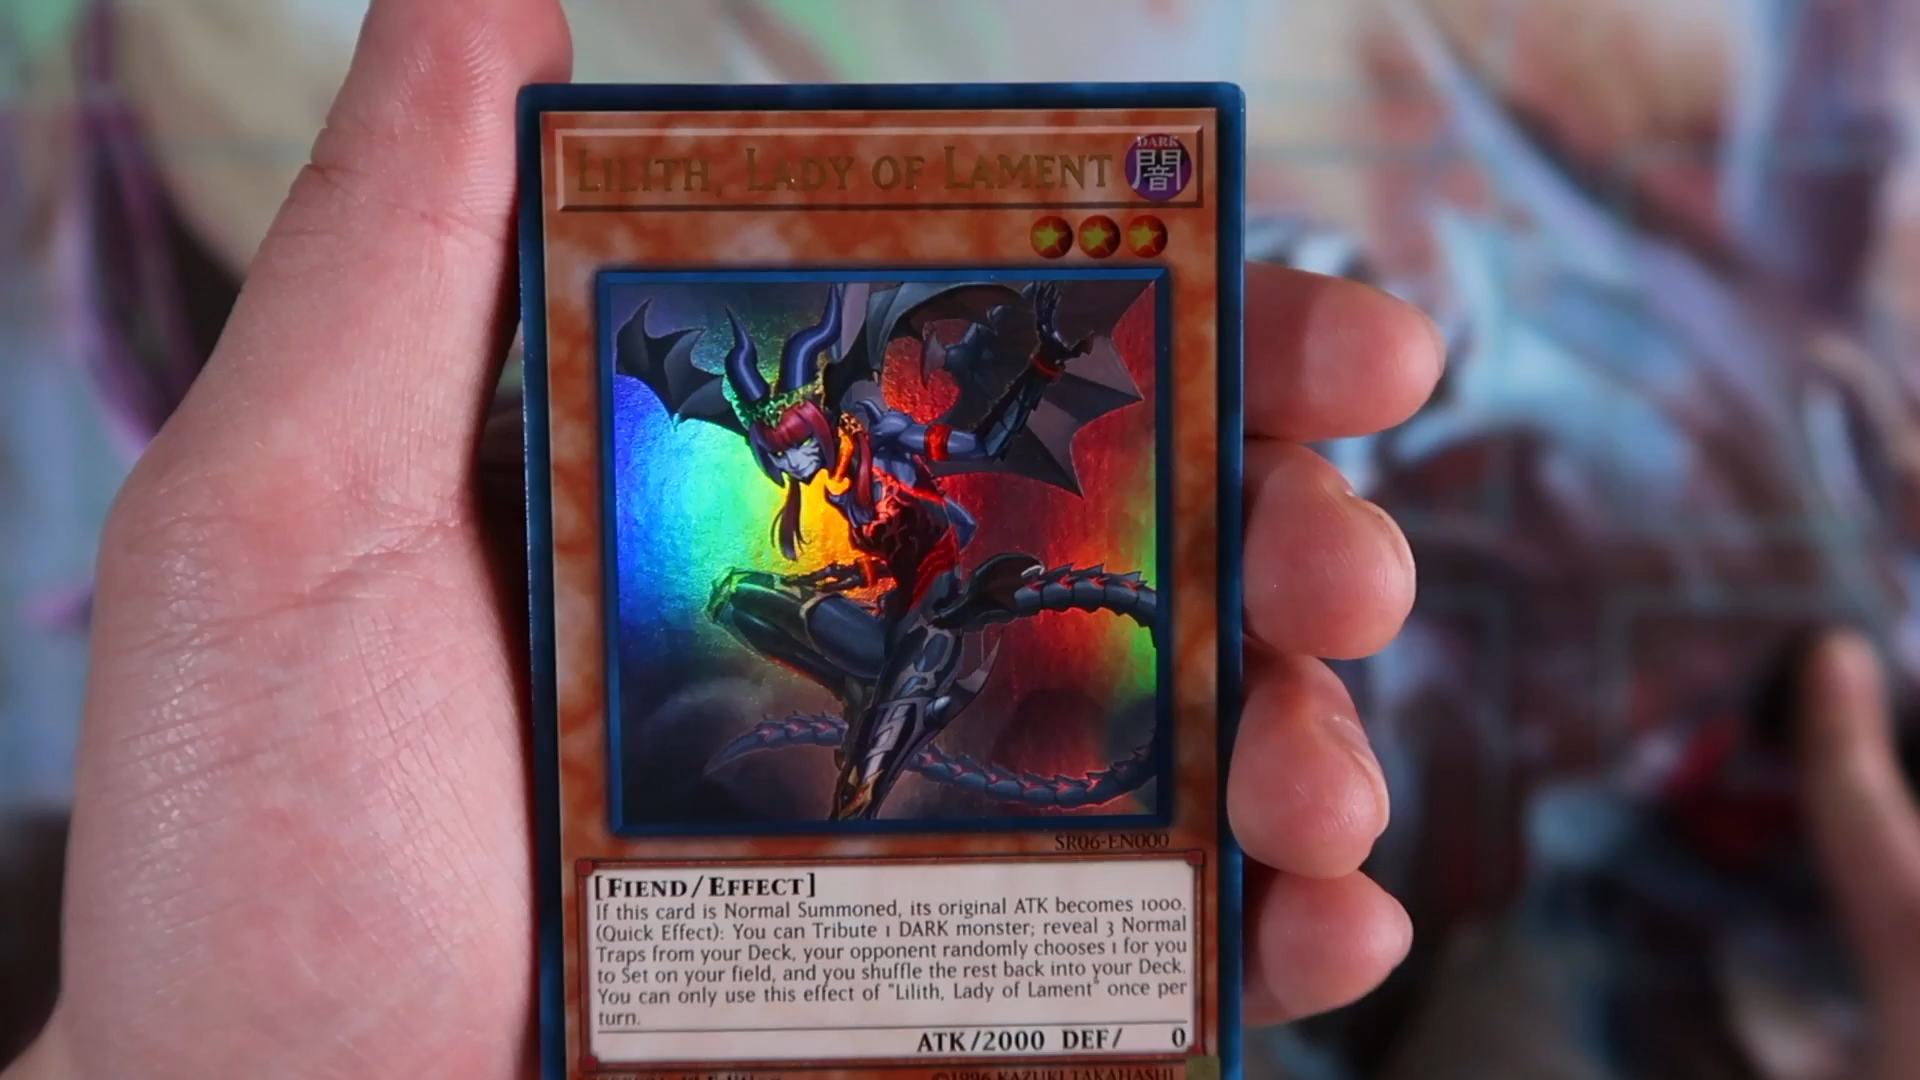 LILITH, LADY OF LAMENT
DARK
闇
SR06-EN000
[FIEND/EFFECT]
If this card is Normal Summoned, its original ATK becomes 1000.
(Quick Effect): You can Tribute 1 DARK monster; reveal 3 Normal
Traps from your Deck, your opponent randomly chooses 1 for you
to Set on your field, and you shuffle the rest back into your Deck.
You can only use this effect of "Lilith, Lady of Lament" once per
turn.
ATK/2000 DEF/ 0
©1996 KAZUKI TAKAHASHI